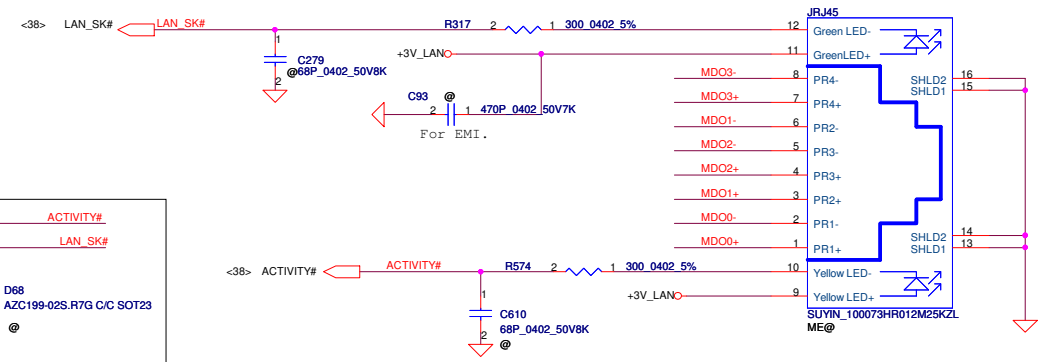 JRJ45
<38> LAN_SK# LAN_SK# R317 2 1 300_0402_5% 12 Green LED-
+3V_LAN 11 GreenLED+
1 C279
@68P_0402_50V8K
2
MDO3- 8 PR4- SHLD2 16
SHLD1 15
C93 @ MDO3+ 7 PR4+
2 1 470P_0402_50V7K
For EMI.
MDO1- 6 PR2-
MDO2- 5 PR3-
MDO2+ 4 PR3+
MDO1+ 3 PR2+
MDO0- 2 PR1-
SHLD2 14
MDO0+ 1 PR1+ SHLD1 13
ACTIVITY#
LAN_SK#
<38> ACTIVITY# ACTIVITY# R574 2 1 300_0402_5% 10 Yellow LED-
+3V_LAN 9 Yellow LED+
1 C610
68P_0402_50V8K
2 @
D68
AZC199-02S.R7G C/C SOT23
@
SUYIN_100073HR012M25KZL
ME@